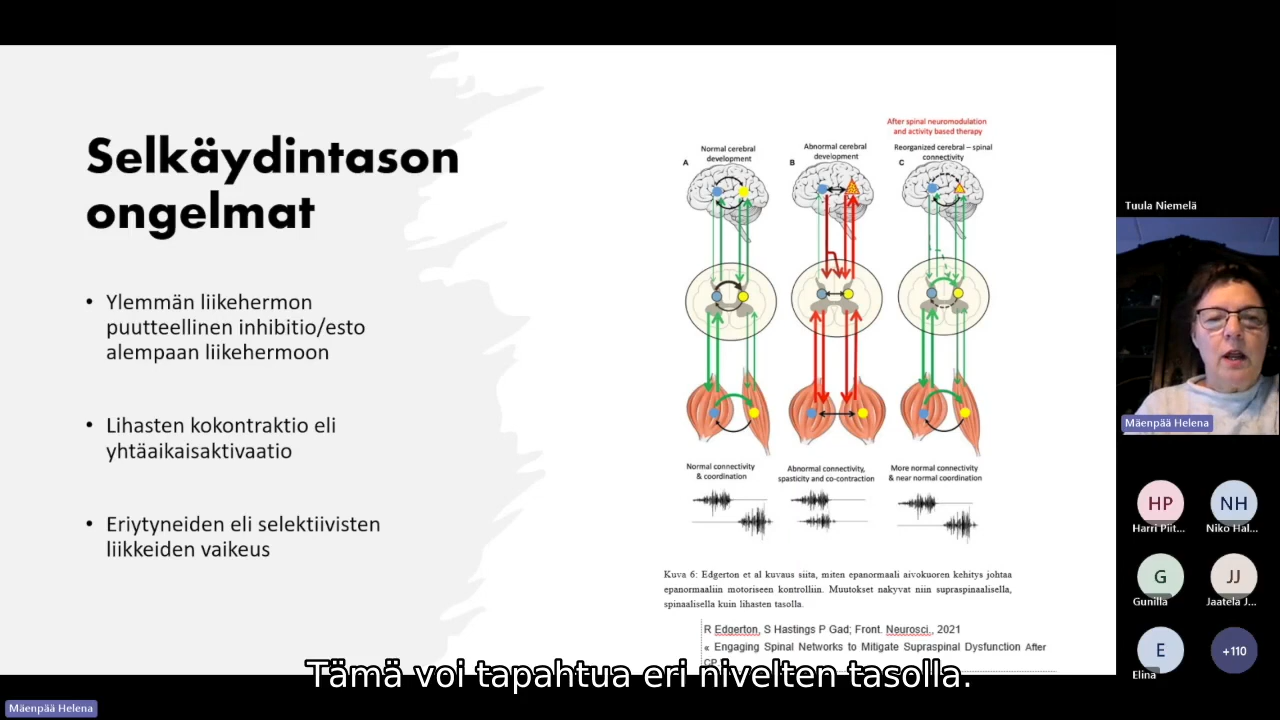 Selkäydintason
ongelmat
• Ylemmän liikehermon
puutteellinen inhibitio/esto
alempaan liikehermoon
• Lihasten kokontraktio eli
yhtäaikaisaktivaatio
• Eriytyneiden eli selektiivisten
liikkeiden vaikeus
After spinal neuromodulation
and activity based therapy
A
Normal cerebral
development
B
Abnormal cerebral
development
C
Reorganized cerebral – spinal
connectivity
Normal connectivity
& coordination
Abnormal connectivity,
spasticity and co-contraction
More normal connectivity
& near normal coordination
Kuva 6: Edgerton et al kuvaus siita, miten epanormaali aivokuoren kehitys johtaa
epanormaaliin motoriseen kontrolliin. Muutokset nakyvat niin supraspinaalisella,
spinaalisella kuin lihasten tasolla.
R Edgerton, S Hastings P Gad; Front. Neurosci., 2021
« Engaging Spinal Networks to Mitigate Supraspinal Dysfunction After
CP
Tämä voi tapahtua eri nivelten tasolla.
Tuula Niemelä
Mäenpää Helena
HP
Harri Piit...
NH
Niko Hal...
G
Gunilla
JJ
Jaatela J...
E
Elina
+110
Mäenpää Helena